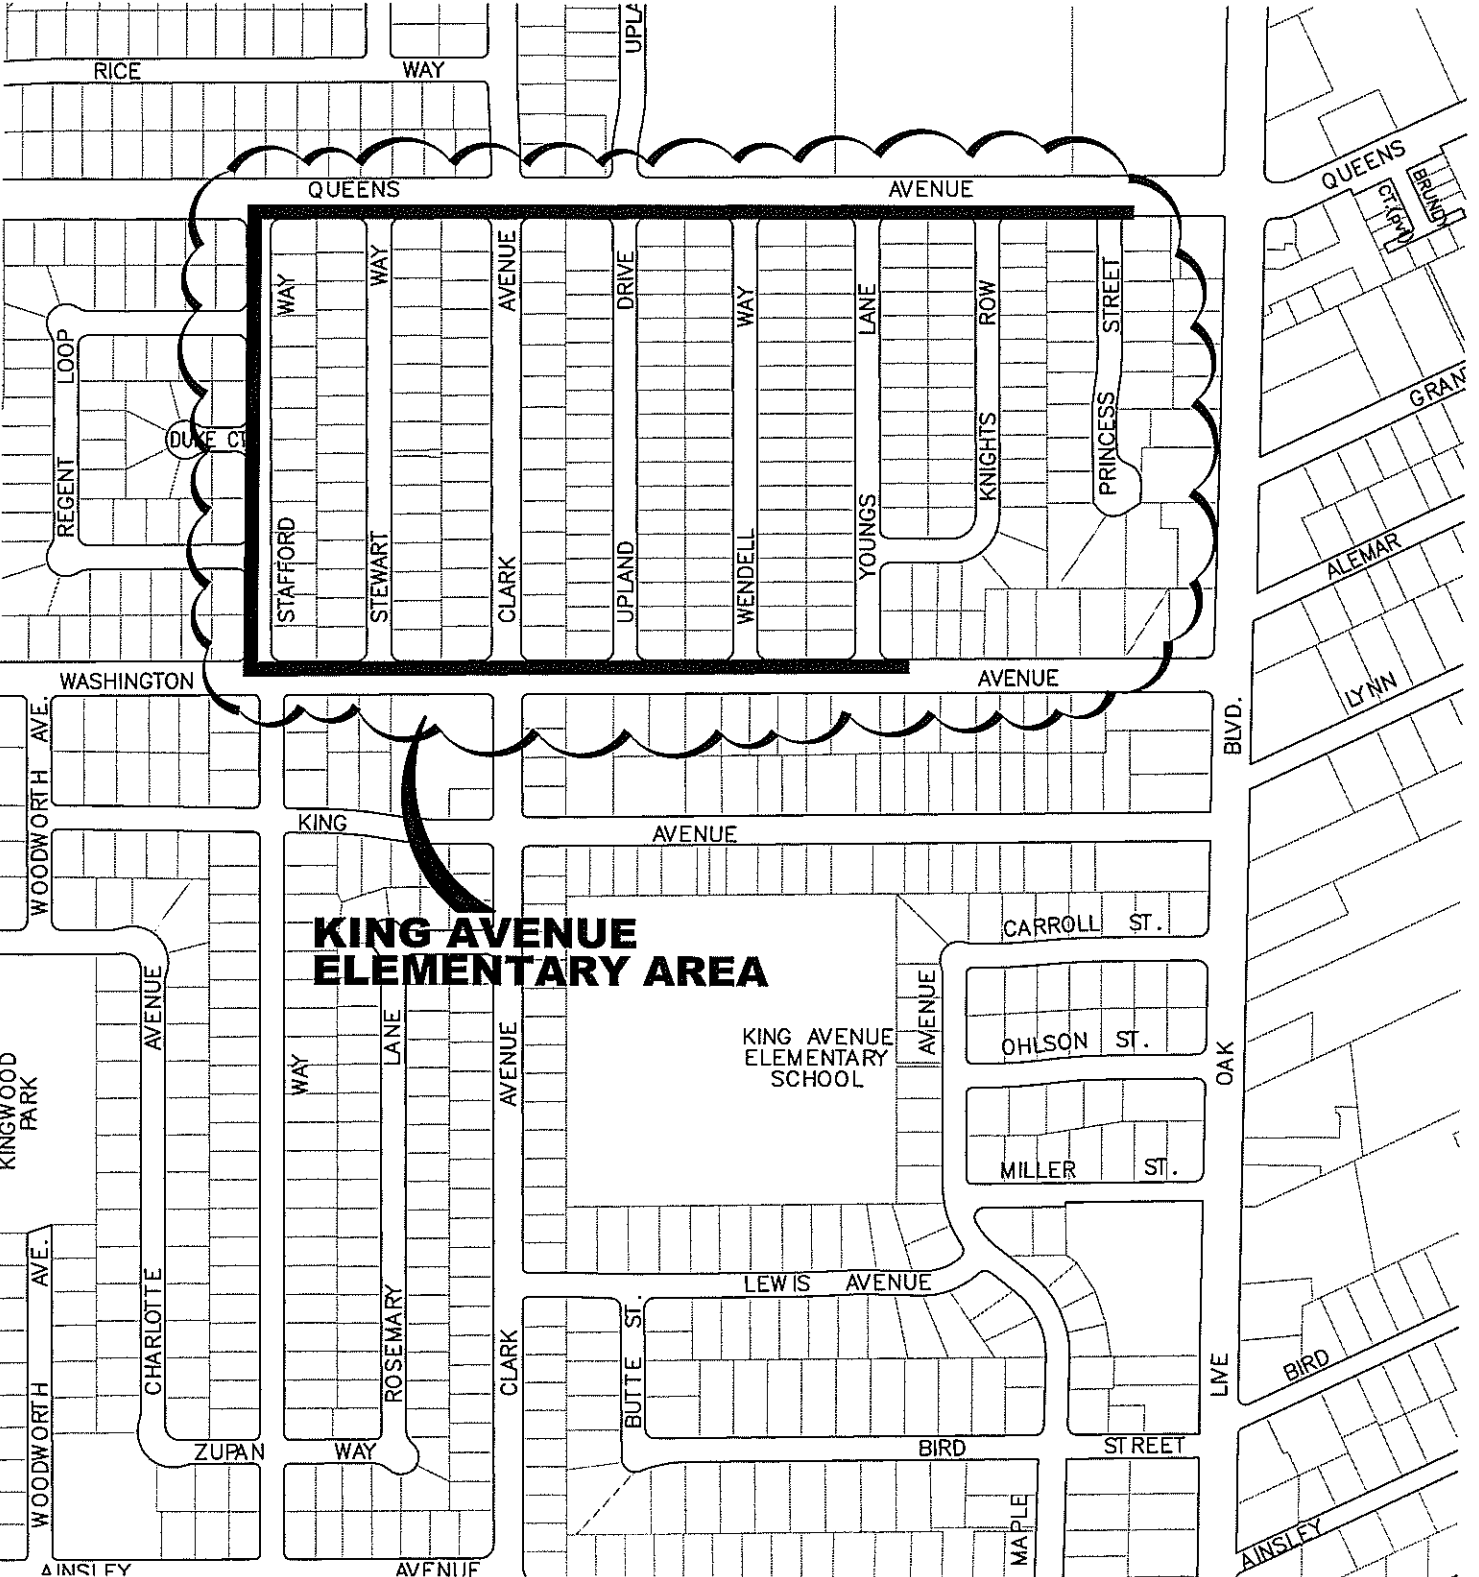 UPLA
RICE WAY
QUEENS AVENUE
QUEENS
BRUND
CT.(pvt)
WAY
WAY
AVENUE
DRIVE
WAY
LANE
ROW
STREET
REGENT LOOP
DUKE CT
GRAN
STAFFORD
STEWART
CLARK
UPLAND
WENDELL
YOUNGS
KNIGHTS
PRINCESS
ALEMAR
WASHINGTON AVENUE
LYNN
WOODWORTH AVE.
BLVD.
KING AVENUE
KING AVENUE
ELEMENTARY AREA
CARROLL ST.
AVENUE
WAY
LANE
AVENUE
KING AVENUE
ELEMENTARY
SCHOOL
AVENUE
OHLSON ST.
OAK
KINGWOOD
PARK
MILLER ST.
WOODWORTH AVE.
CHARLOTTE
ROSEMARY
CLARK
LEWIS AVENUE
BUTTE ST.
LIVE
BIRD
ZUPAN WAY
BIRD STREET
MAPLE
AINSLEY AVENUE
AINSLEY